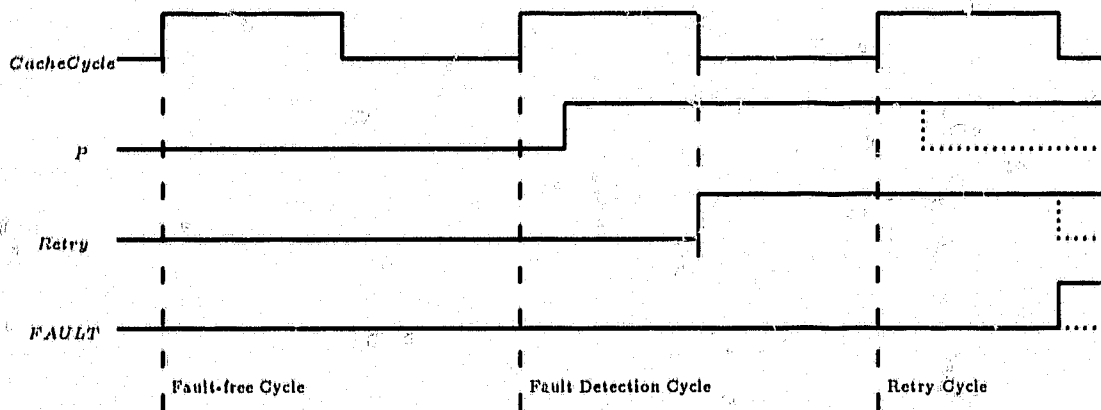 CacheCycle
p
Retry
FAULT
Fault-free Cycle
Fault Detection Cycle
Retry Cycle